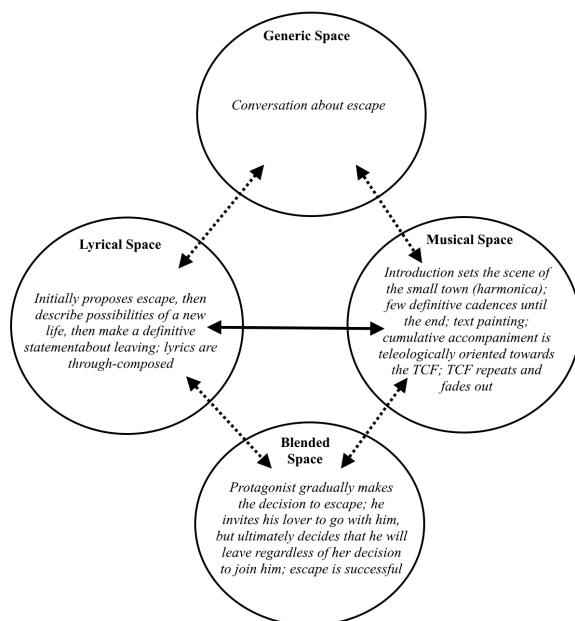 Generic Space
Conversation about escape
Lyrical Space
Initially proposes escape, then
describe possibilities of a new
life, then make a definitive
statementabout leaving; lyrics are
through-composed
Musical Space
Introduction sets the scene of
the small town (harmonica);
few definitive cadences until
the end; text painting;
cumulative accompaniment is
teleologically oriented towards
the TCF; TCF repeats and
fades out
Blended
Space
Protagonist gradually makes
the decision to escape; he
invites his lover to go with him,
but ultimately decides that he will
leave regardless of her decision
to join him; escape is successful